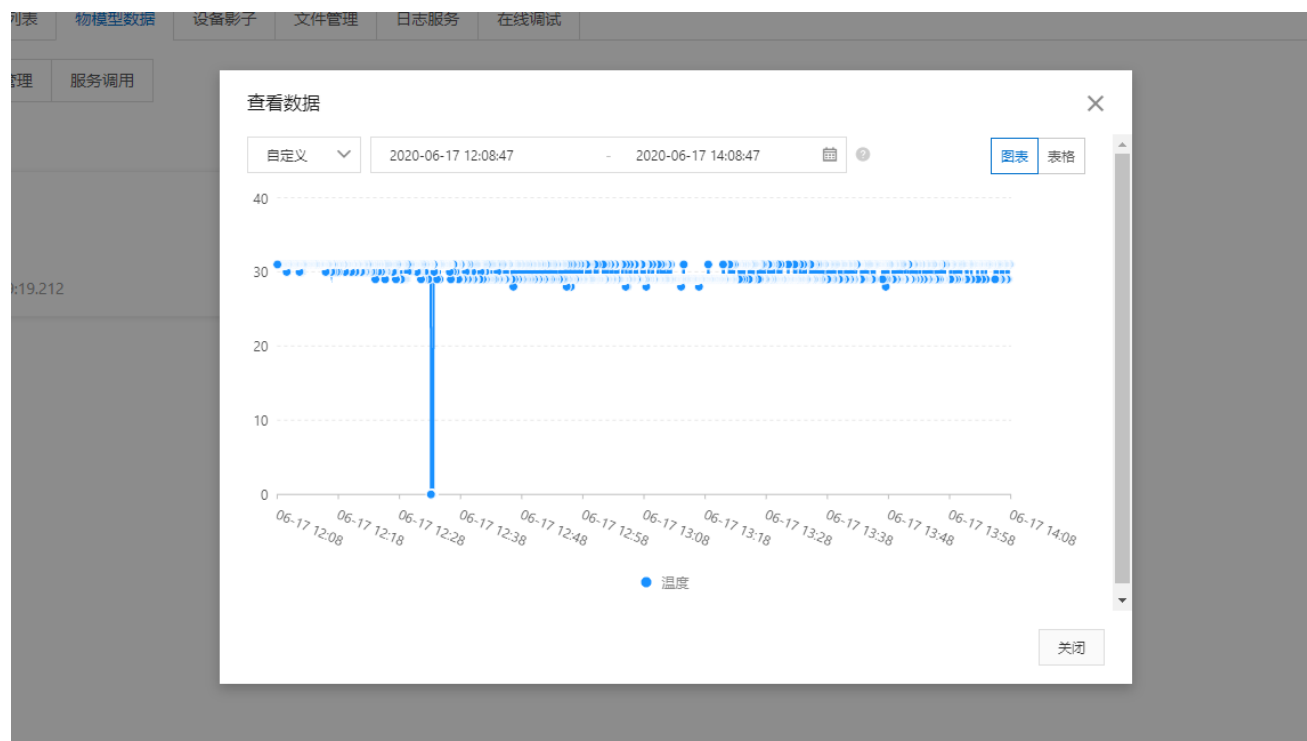 列表 物模型数据 设备影子 文件管理 日志服务 在线调试
管理 服务调用
查看数据
自定义 2020-06-17 12:08:47 - 2020-06-17 14:08:47 图表 表格
40
30
:19.212
20
10
0
06-17 12:08 06-17 12:18 06-17 12:28 06-17 12:38 06-17 12:48 06-17 12:58 06-17 13:08 06-17 13:18 06-17 13:28 06-17 13:38 06-17 13:48 06-17 13:58 06-17 14:08
温度
关闭